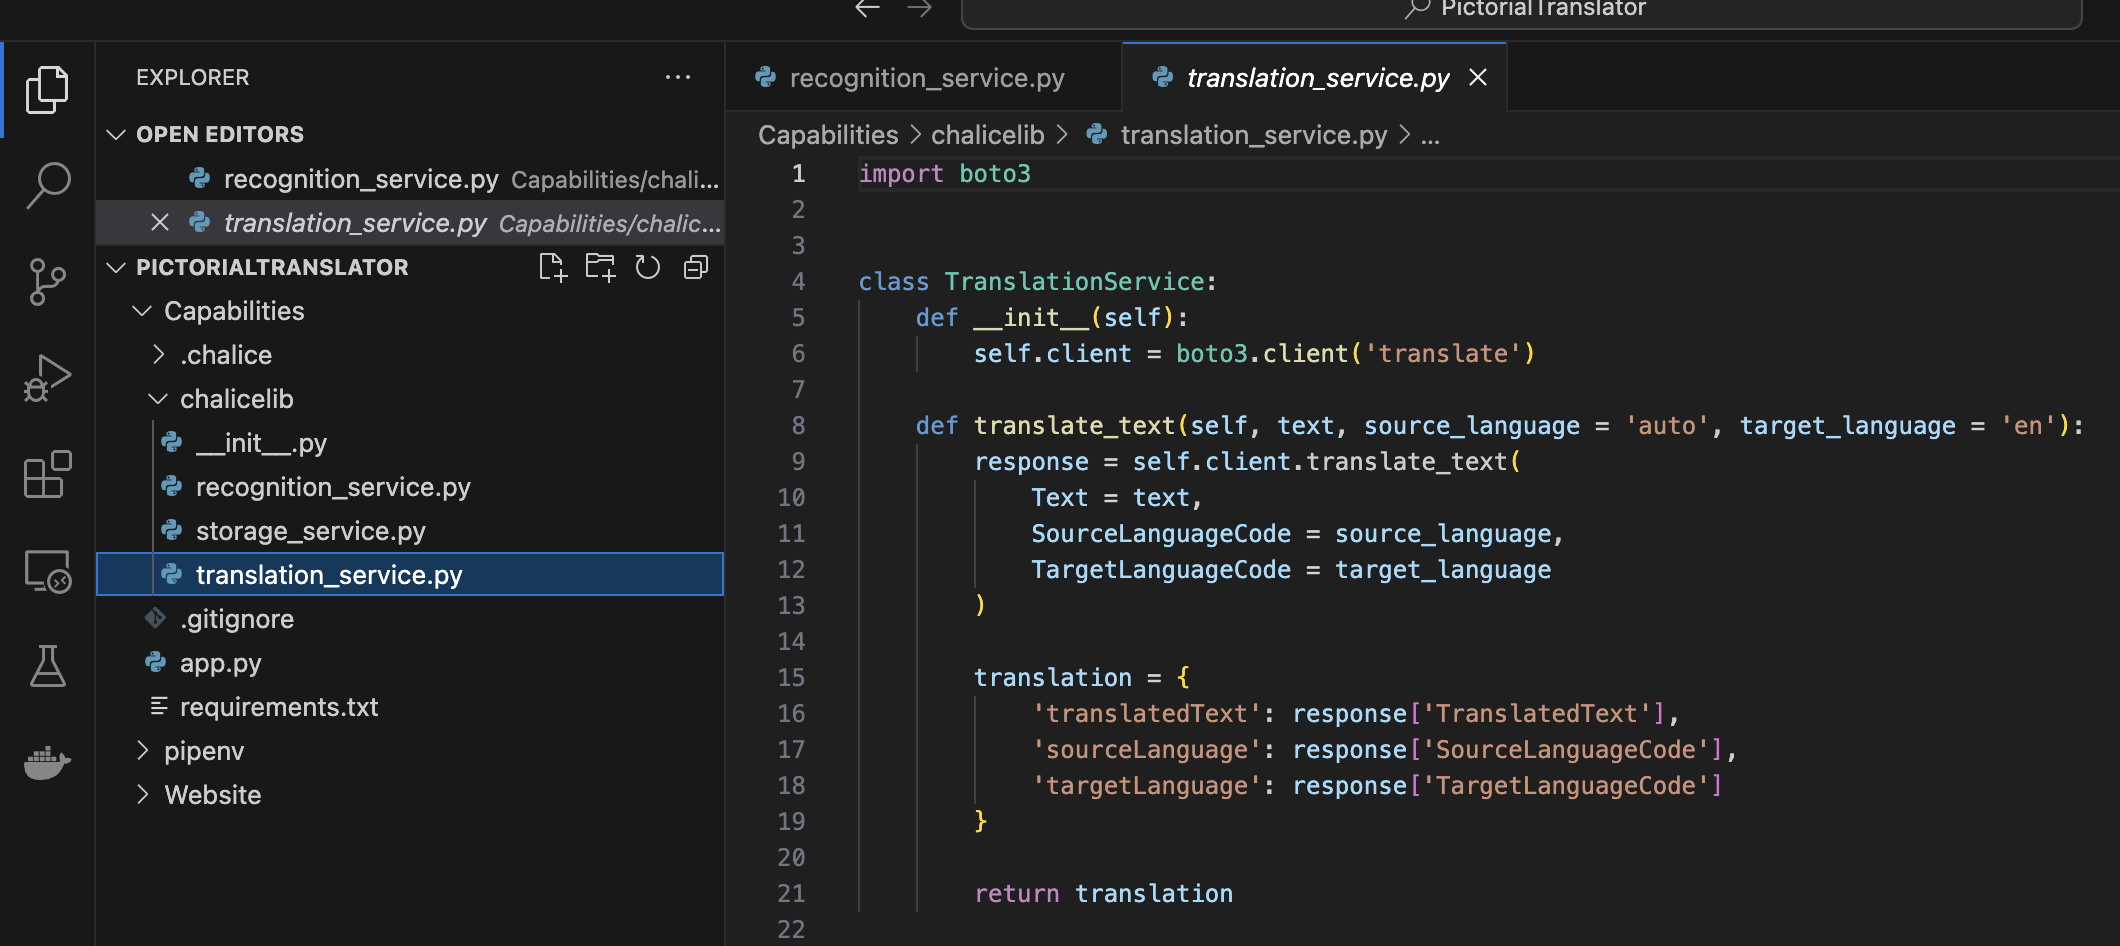 PictorialTranslator
EXPLORER
OPEN EDITORS
recognition_service.py Capabilities/chali...
translation_service.py Capabilities/chalic...
PICTORIALTRANSLATOR
Capabilities
.chalice
chalicelib
__init__.py
recognition_service.py
storage_service.py
translation_service.py
.gitignore
app.py
requirements.txt
pipenv
Website
recognition_service.py
translation_service.py
Capabilities > chalicelib > translation_service.py > ...
1 import boto3
2
3
4 class TranslationService:
5     def __init__(self):
6         self.client = boto3.client('translate')
7
8     def translate_text(self, text, source_language = 'auto', target_language = 'en'):
9         response = self.client.translate_text(
10             Text = text,
11             SourceLanguageCode = source_language,
12             TargetLanguageCode = target_language
13         )
14
15         translation = {
16             'translatedText': response['TranslatedText'],
17             'sourceLanguage': response['SourceLanguageCode'],
18             'targetLanguage': response['TargetLanguageCode']
19         }
20
21         return translation
22